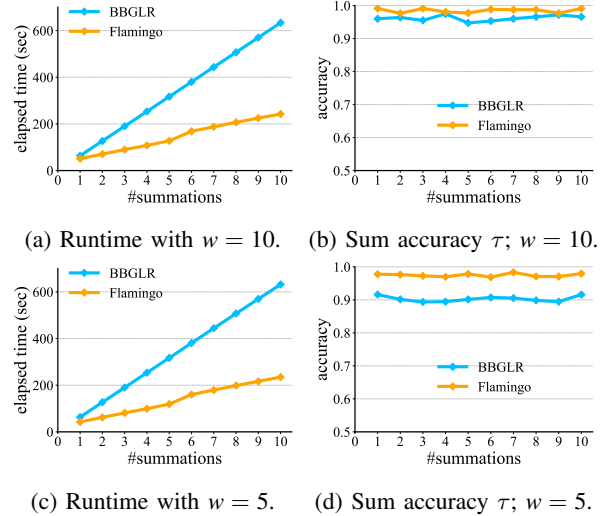 BBGLR
Flamingo
elapsed time (sec)
600
400
200
0
0 1 2 3 4 5 6 7 8 9 10
#summations
(a) Runtime with w = 10.
1.0
0.9
0.8
0.7
0.6
0.5
accuracy
BBGLR
Flamingo
0 1 2 3 4 5 6 7 8 9 10
#summations
(b) Sum accuracy τ; w = 10.
BBGLR
Flamingo
elapsed time (sec)
600
400
200
0
0 1 2 3 4 5 6 7 8 9 10
#summations
(c) Runtime with w = 5.
1.0
0.9
0.8
0.7
0.6
0.5
accuracy
BBGLR
Flamingo
0 1 2 3 4 5 6 7 8 9 10
#summations
(d) Sum accuracy τ; w = 5.